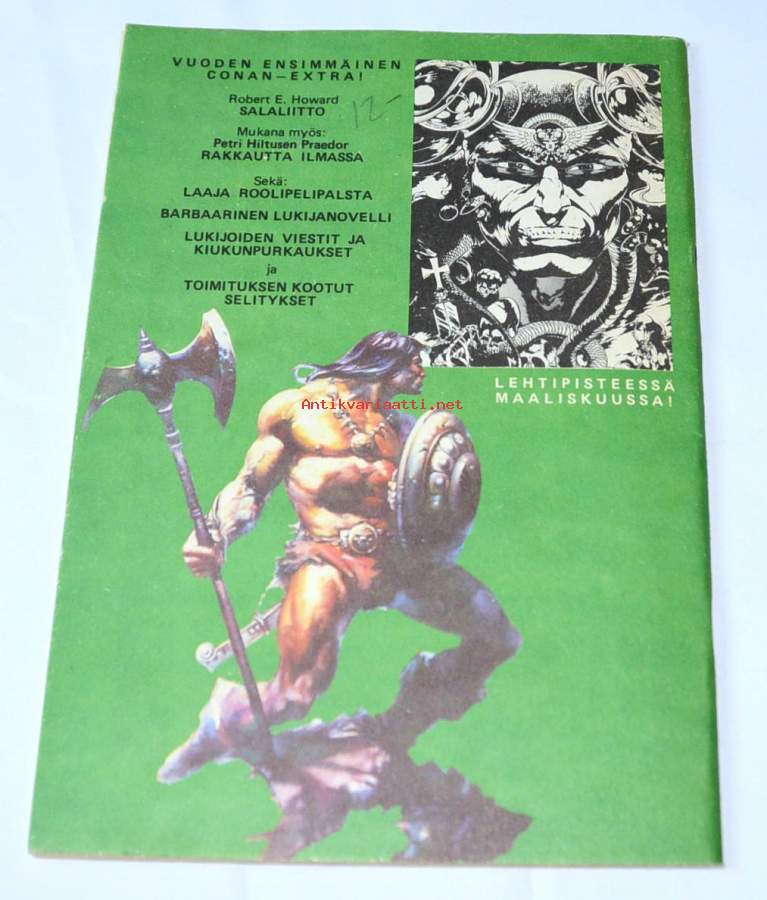 VUODEN ENSIMMÄINEN
CONAN—EXTRA!
Robert E. Howard
SALALIITTO
12-
Mukana myös:
Petri Hiltusen Praedor
RAKKAUTTA ILMASSA
Sekä:
LAAJA ROOLIPELIPALSTA
BARBAARINEN LUKIJANOVELLI
LUKIJOIDEN VIESTIT JA
KIUKUNPURKAUKSET
ja
TOIMITUKSEN KOOTUT
SELITYKSET
LEHTIPISTEESSÄ
MAALISKUUSSA!
Antikvariaatti.net